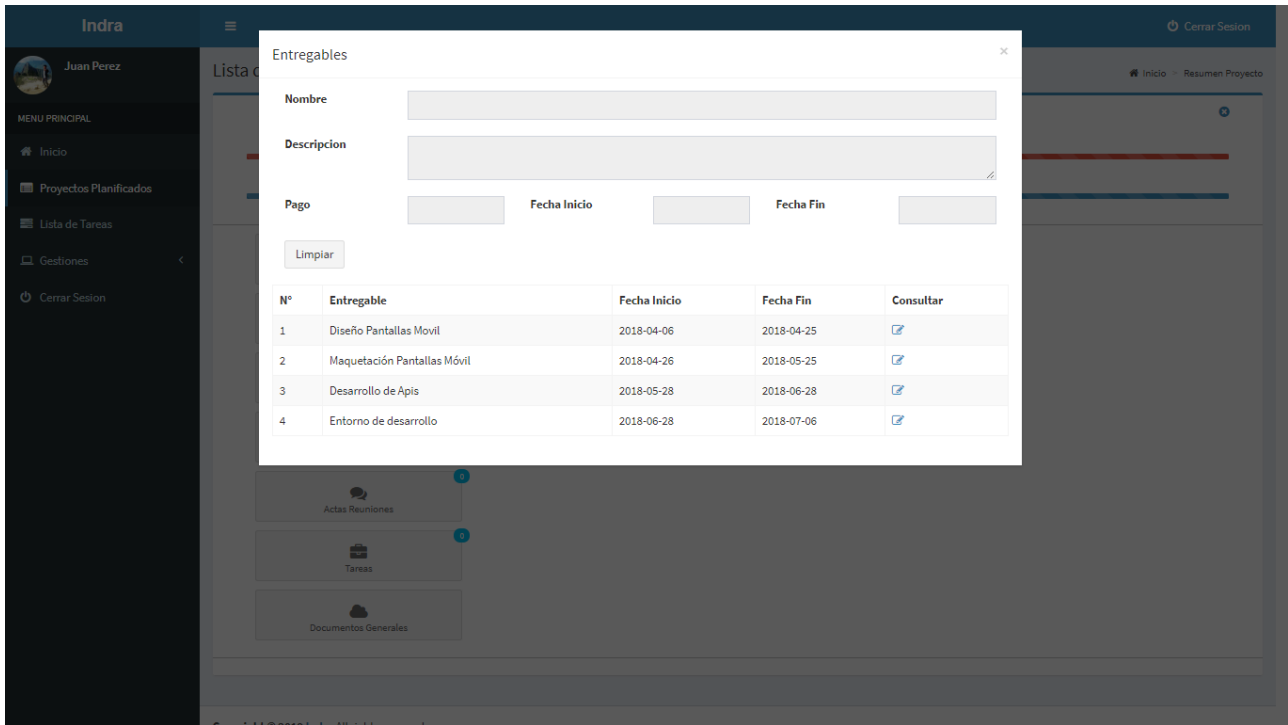 Indra
Cerrar Sesion
Juan Perez
Lista
Inicio > Resumen Proyecto
MENU PRINCIPAL
Inicio
Proyectos Planificados
Lista de Tareas
Gestiones
Cerrar Sesion
Entregables ×
Nombre
Descripcion
Pago Fecha Inicio Fecha Fin
Limpiar
N° Entregable Fecha Inicio Fecha Fin Consultar
1 Diseño Pantallas Movil 2018-04-06 2018-04-25
2 Maquetación Pantallas Móvil 2018-04-26 2018-05-25
3 Desarrollo de Apis 2018-05-28 2018-06-28
4 Entorno de desarrollo 2018-06-28 2018-07-06
0
Actas Reuniones
0
Tareas
Documentos Generales